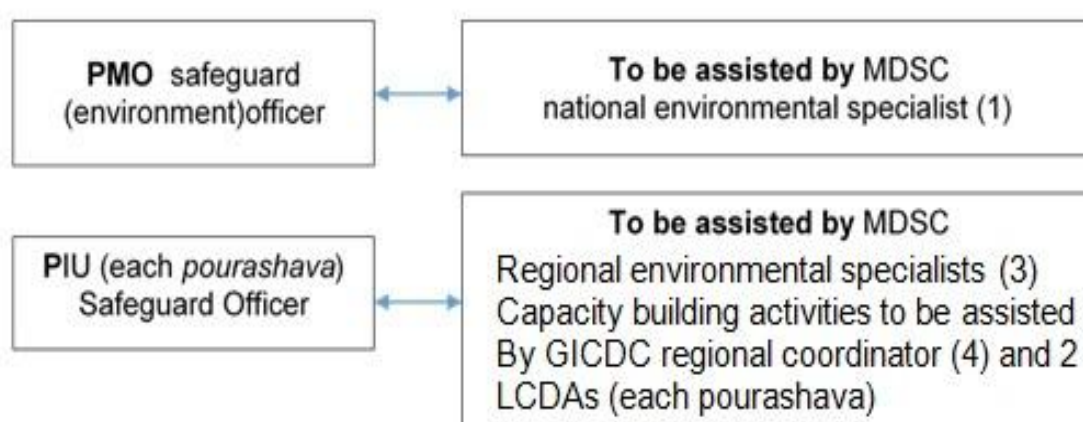 PMO safeguard
(environment)officer
To be assisted by MDSC
national environmental specialist (1)
PIU (each pourashava)
Safeguard Officer
To be assisted by MDSC
Regional environmental specialists (3)
Capacity building activities to be assisted
By GICDC regional coordinator (4) and 2
LCDAs (each pourashava)